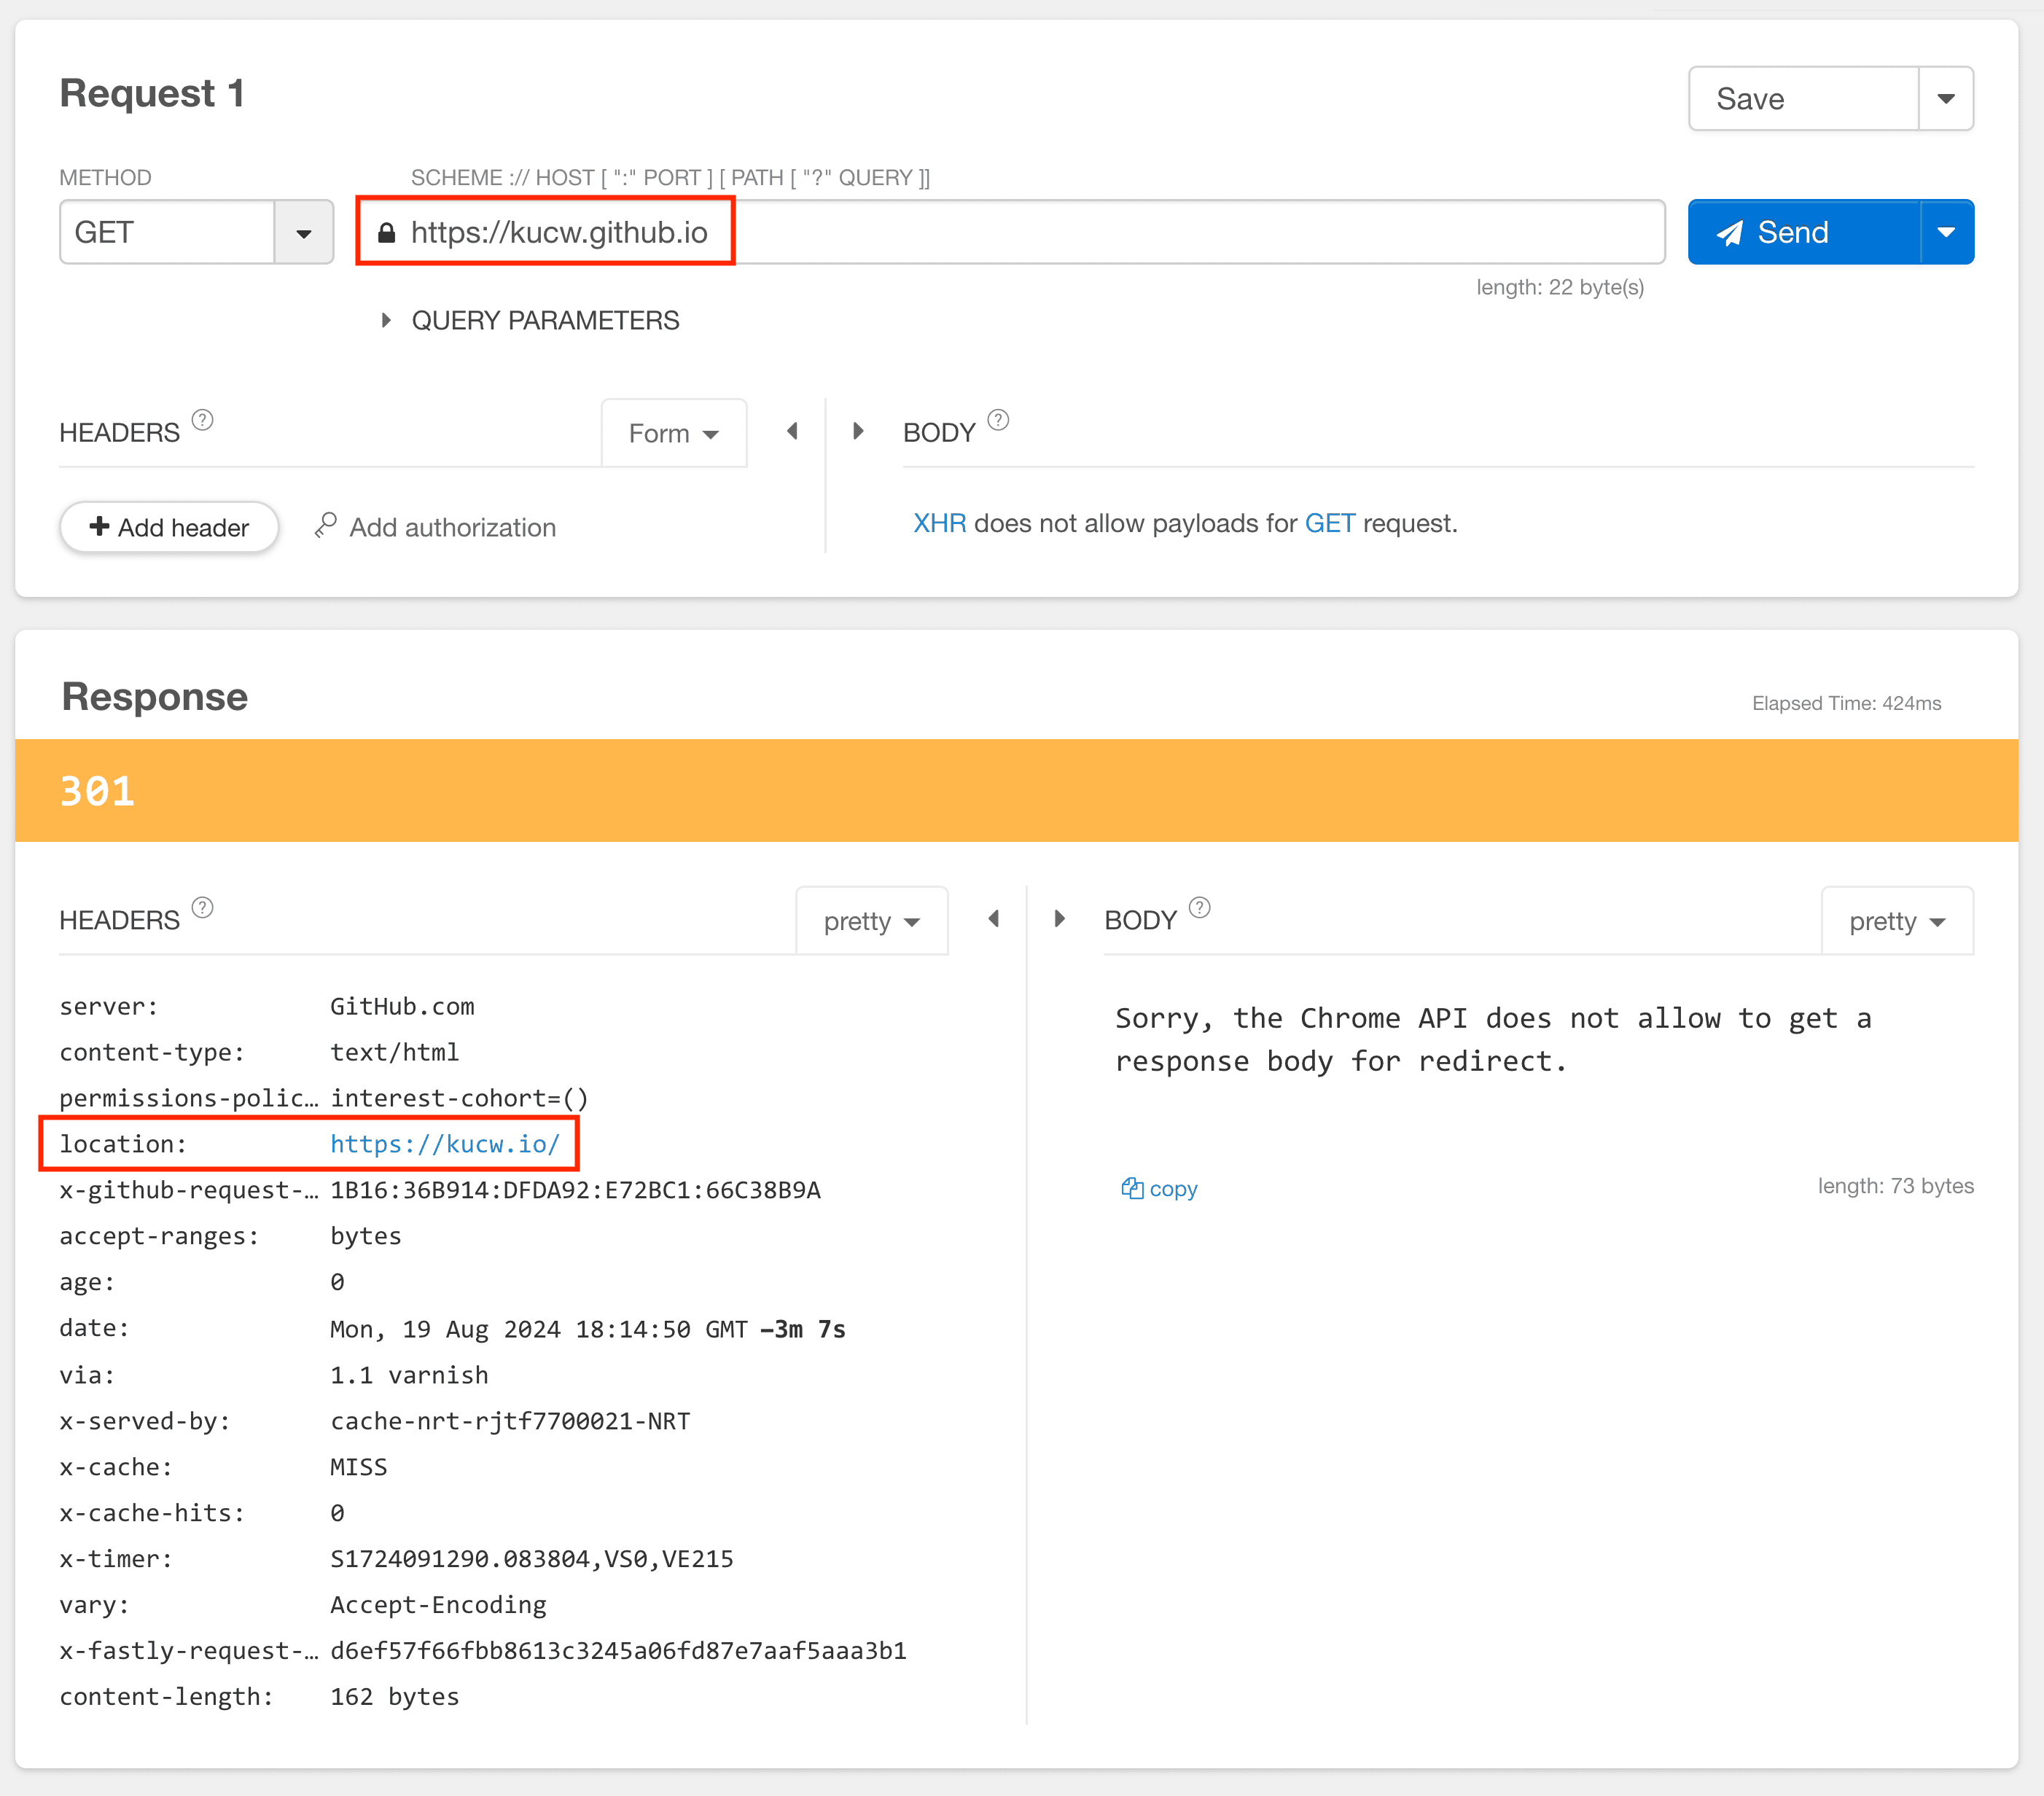 Request 1
Save
METHOD
SCHEME :// HOST [ ":" PORT ] [ PATH [ "?" QUERY ]]
GET
https://kucw.github.io
Send
length: 22 byte(s)
QUERY PARAMETERS
HEADERS ?
Form
BODY ?
+ Add header
Add authorization
XHR does not allow payloads for GET request.
Response
Elapsed Time: 424ms
301
HEADERS ?
pretty
BODY ?
pretty
server: GitHub.com
content-type: text/html
permissions-polic… interest-cohort=()
location: https://kucw.io/
x-github-request-… 1B16:36B914:DFDA92:E72BC1:66C38B9A
accept-ranges: bytes
age: 0
date: Mon, 19 Aug 2024 18:14:50 GMT –3m 7s
via: 1.1 varnish
x-served-by: cache-nrt-rjtf7700021-NRT
x-cache: MISS
x-cache-hits: 0
x-timer: S1724091290.083804,VS0,VE215
vary: Accept-Encoding
x-fastly-request-… d6ef57f66fbb8613c3245a06fd87e7aaf5aaa3b1
content-length: 162 bytes
Sorry, the Chrome API does not allow to get a
response body for redirect.
copy
length: 73 bytes